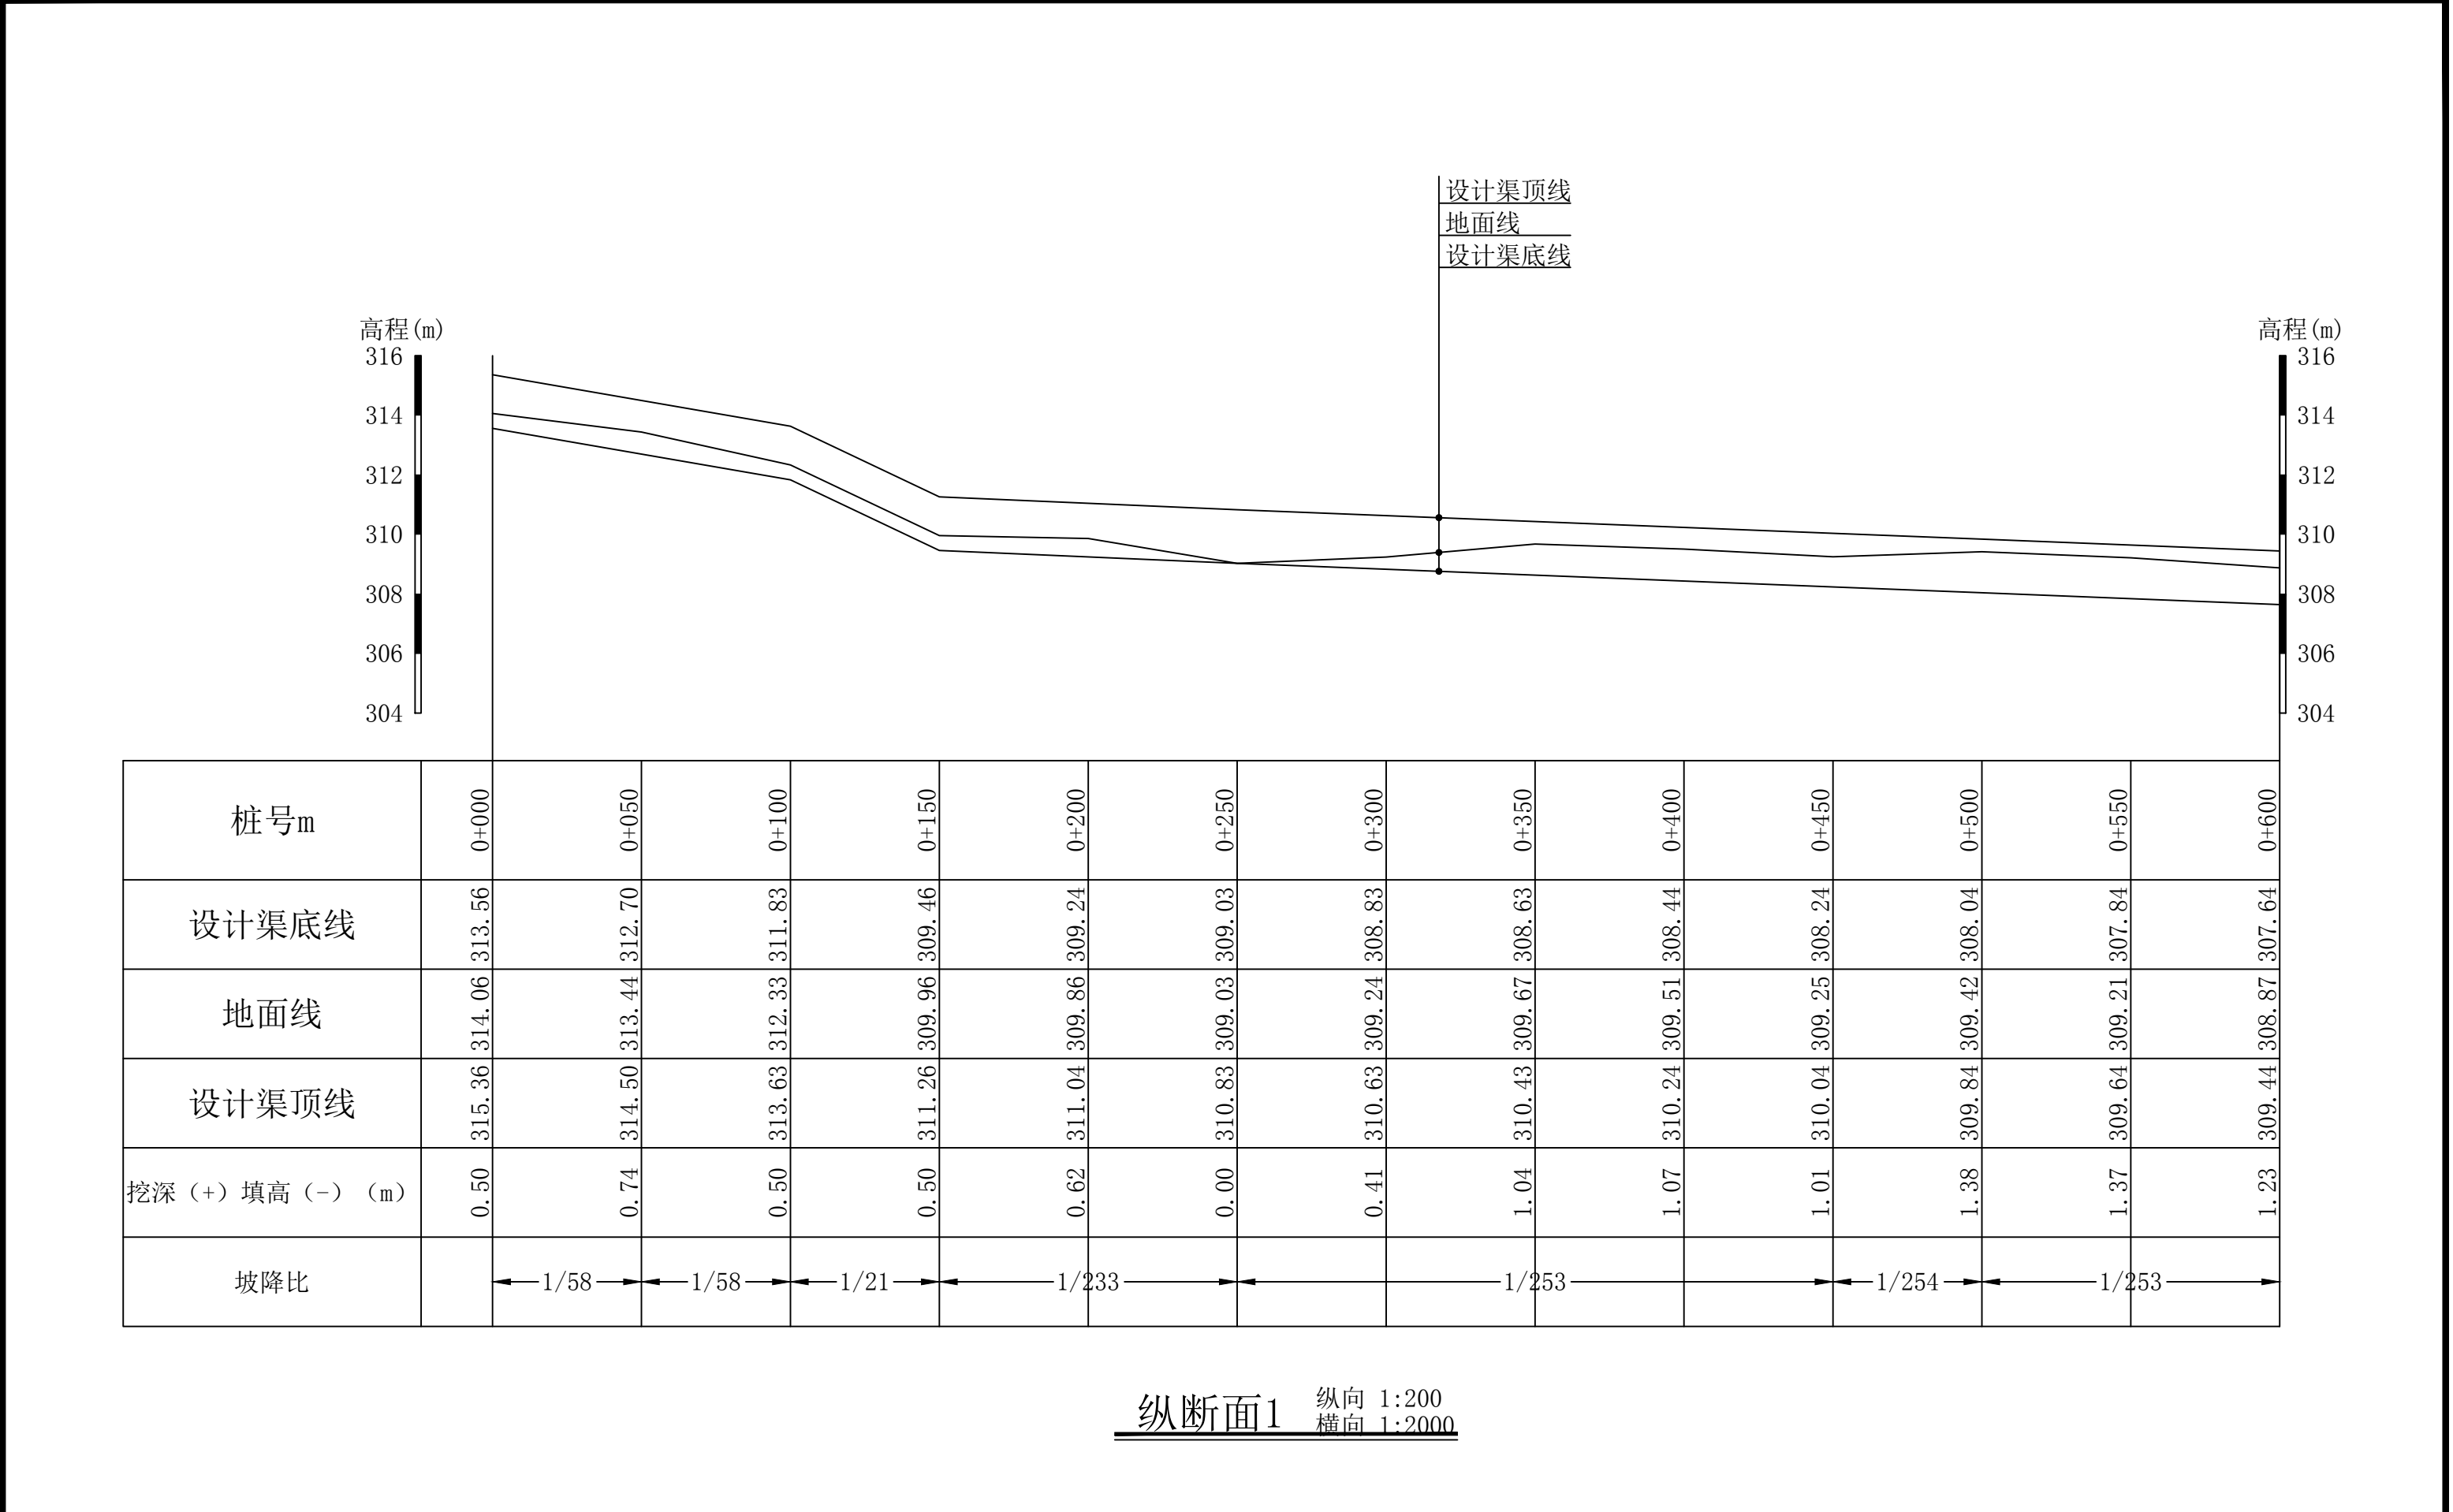 设计渠顶线
地面线
设计渠底线
高程(m)
高程(m)
316
316
314
314
312
312
310
310
308
308
306
306
304
304
桩号m 0+000 0+050 0+100 0+150 0+200 0+250 0+300 0+350 0+400 0+450 0+500 0+550 0+600
设计渠底线 313.56 312.70 311.83 309.46 309.24 309.03 308.83 308.63 308.44 308.24 308.04 307.84 307.64
地面线 314.06 313.44 312.33 309.96 309.86 309.03 309.24 309.67 309.51 309.25 309.42 309.21 308.87
设计渠顶线 315.36 314.50 313.63 311.26 311.04 310.83 310.63 310.43 310.24 310.04 309.84 309.64 309.44
挖深（+）填高（-）（m） 0.50 0.74 0.50 0.50 0.62 0.00 0.41 1.04 1.07 1.01 1.38 1.37 1.23
坡降比 1/58 1/58 1/21 1/233 1/253 1/254 1/253
纵断面1
纵向 1:200
横向 1:2000